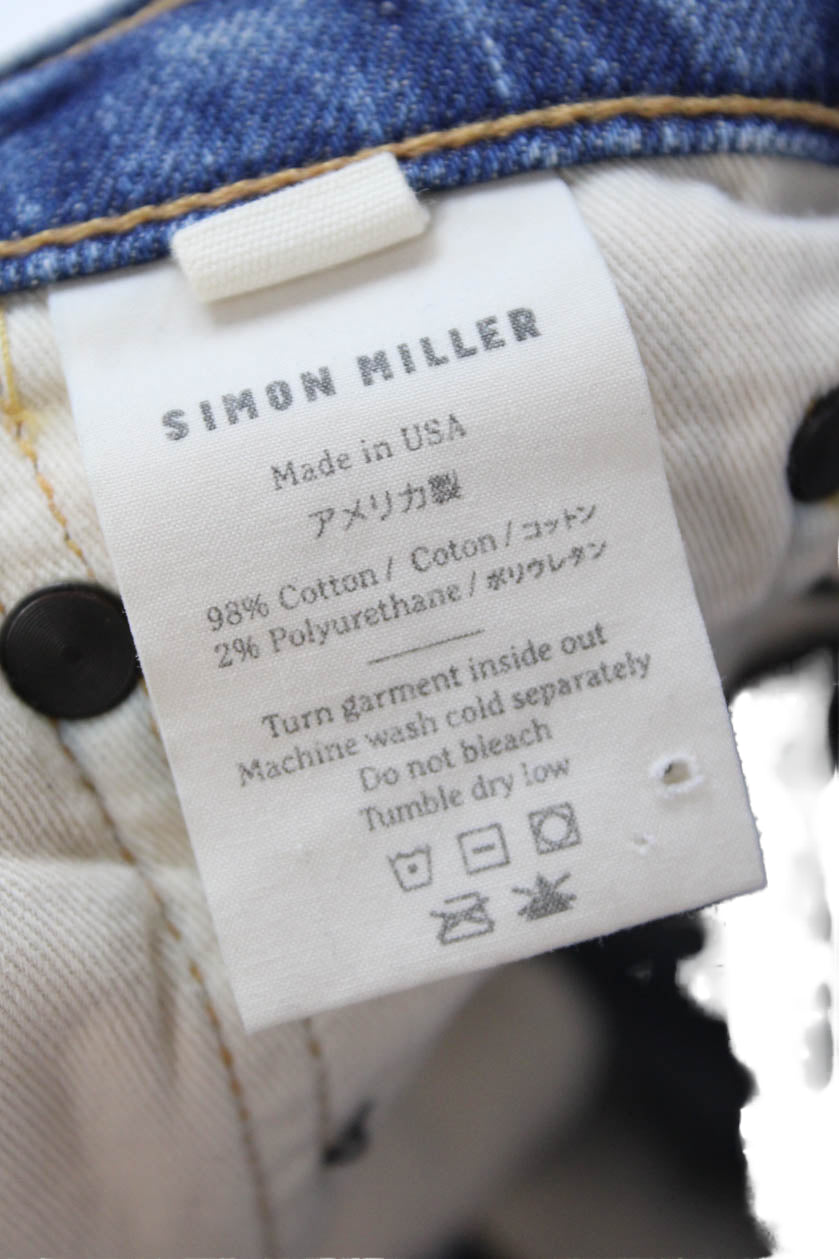 SIMON MILLER
Made in USA
アメリカ製
98% Cotton / Coton / コットン
2% Polyurethane / ポリウレタン
Turn garment inside out
Machine wash cold separately
Do not bleach
Tumble dry low